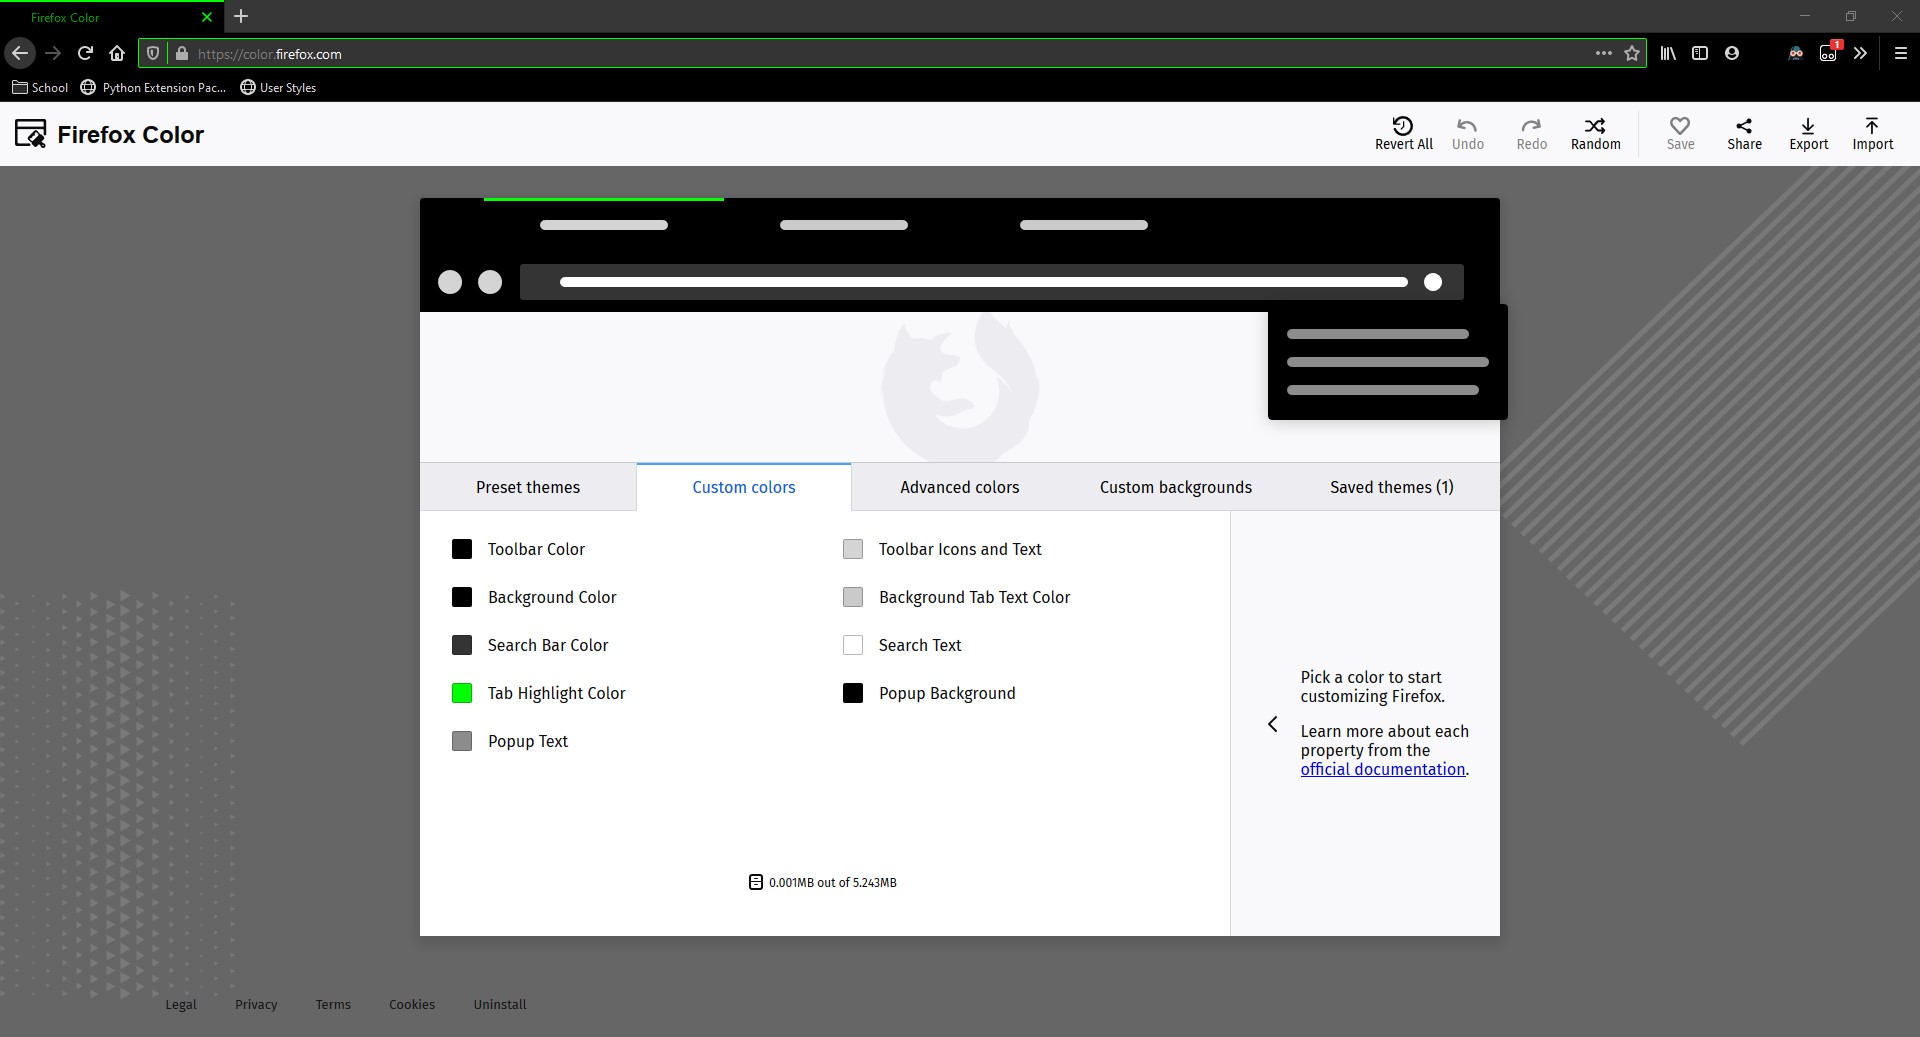 Firefox Color
https://color.firefox.com
1
School
Python Extension Pac...
User Styles
Firefox Color
Revert All
Undo
Redo
Random
Save
Share
Export
Import
Preset themes
Custom colors
Advanced colors
Custom backgrounds
Saved themes (1)
Toolbar Color
Toolbar Icons and Text
Background Color
Background Tab Text Color
Search Bar Color
Search Text
Tab Highlight Color
Popup Background
Popup Text
Pick a color to start
customizing Firefox.
Learn more about each
property from the
official documentation.
0.001MB out of 5.243MB
Legal
Privacy
Terms
Cookies
Uninstall